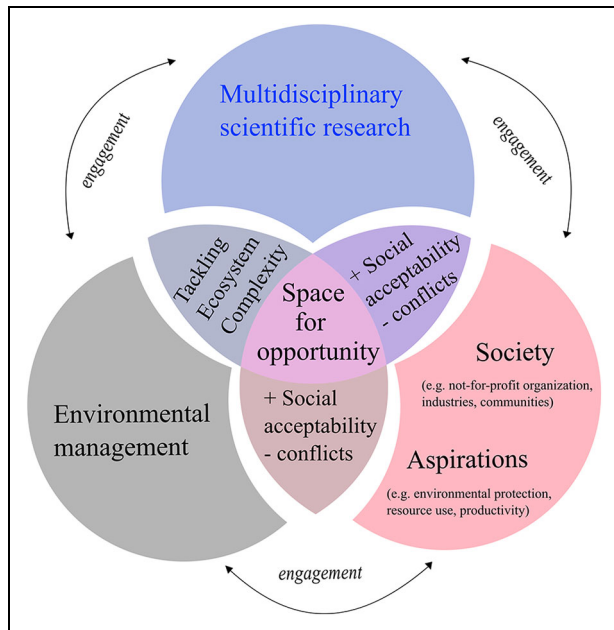 Multidisciplinary
scientific research
engagement
engagement
Tackling
Ecosystem
Complexity
+ Social
acceptability
- conflicts
Space
for
opportunity
+ Social
acceptability
- conflicts
Environmental
management
Society
(e.g. not-for-profit organization,
industries, communities)
Aspirations
(e.g. environmental protection,
resource use, productivity)
engagement